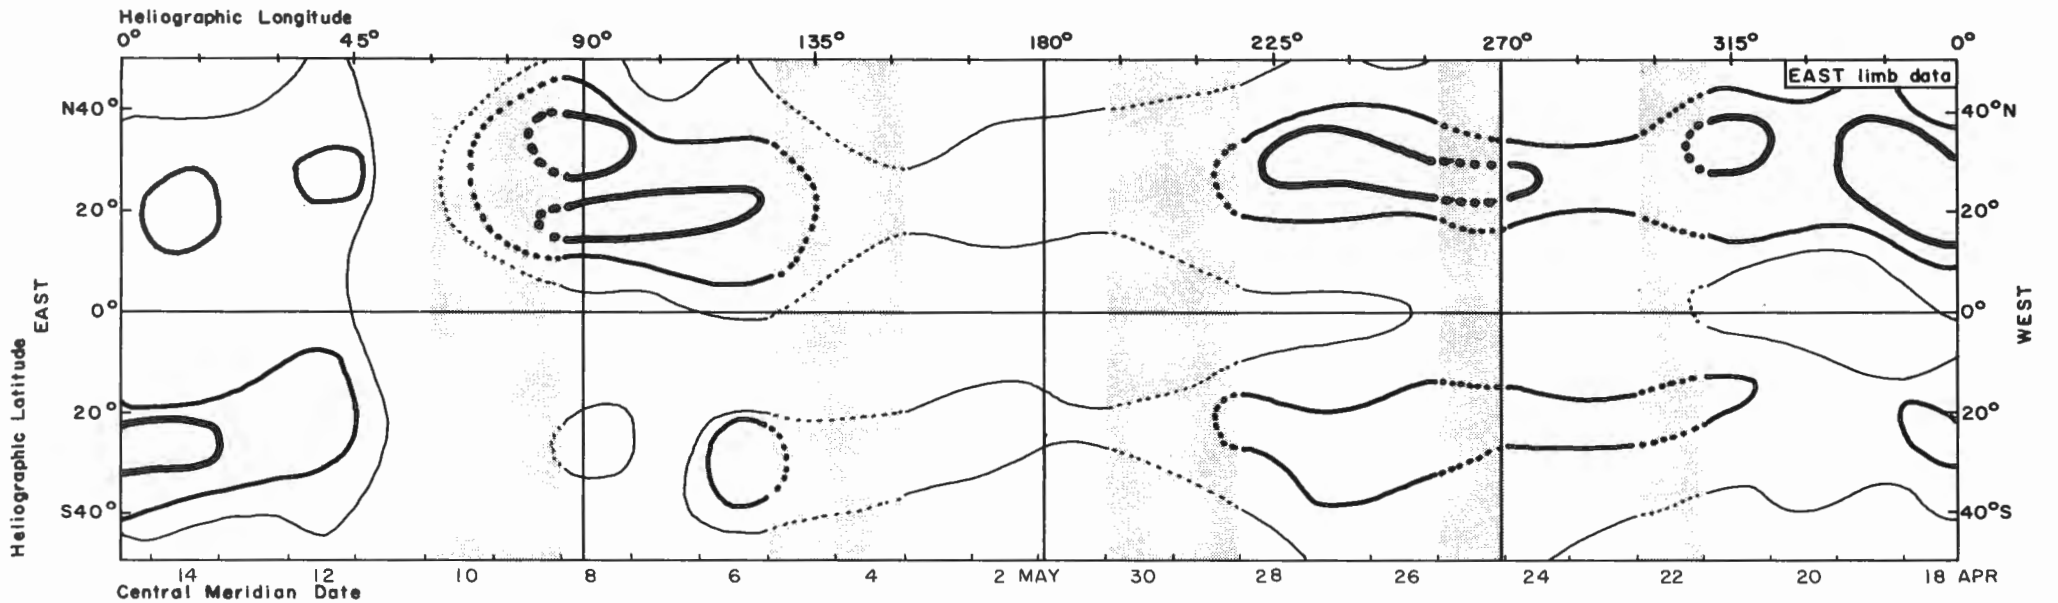 Heliographic Longitude
0° 45° 90° 135° 180° 225° 270° 315° 0°
EAST limb data
N40° 40°N
20° 20°
0° 0°
20° 20°
S40° 40°S
Heliographic Latitude
EAST
WEST
14 12 10 8 6 4 2 MAY 30 28 26 24 22 20 18 APR
Central Meridian Date